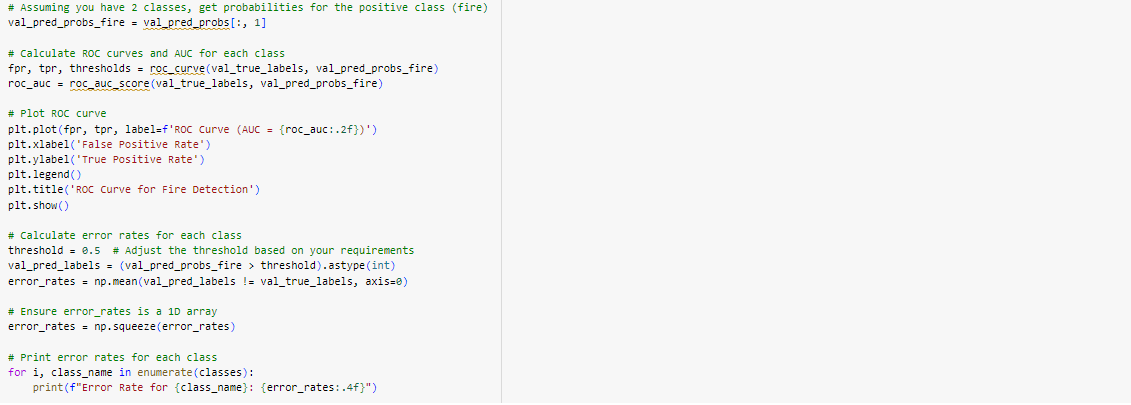 # Assuming you have 2 classes, get probabilities for the positive class (fire)
val_pred_probs_fire = val_pred_probs[:, 1]
# Calculate ROC curves and AUC for each class
fpr, tpr, thresholds = roc_curve(val_true_labels, val_pred_probs_fire)
roc_auc = roc_auc_score(val_true_labels, val_pred_probs_fire)
# Plot ROC curve
plt.plot(fpr, tpr, label=f'ROC Curve (AUC = {roc_auc:.2f})')
plt.xlabel('False Positive Rate')
plt.ylabel('True Positive Rate')
plt.legend()
plt.title('ROC Curve for Fire Detection')
plt.show()
# Calculate error rates for each class
threshold = 0.5  # Adjust the threshold based on your requirements
val_pred_labels = (val_pred_probs_fire > threshold).astype(int)
error_rates = np.mean(val_pred_labels != val_true_labels, axis=0)
# Ensure error_rates is a 1D array
error_rates = np.squeeze(error_rates)
# Print error rates for each class
for i, class_name in enumerate(classes):
    print(f"Error Rate for {class_name}: {error_rates:.4f}")